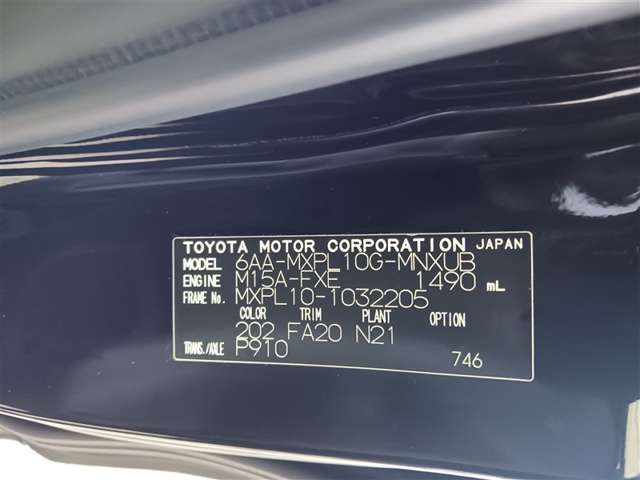 TOYOTA MOTOR CORPORATION JAPAN
MODEL 6AA-MXPL10G-MNXUB
ENGINE M15A-FXE 1490 mL
FRAME No. MXPL10-1032205
COLOR TRIM PLANT OPTION
202 FA20 N21
TRANS./AXLE P910 746